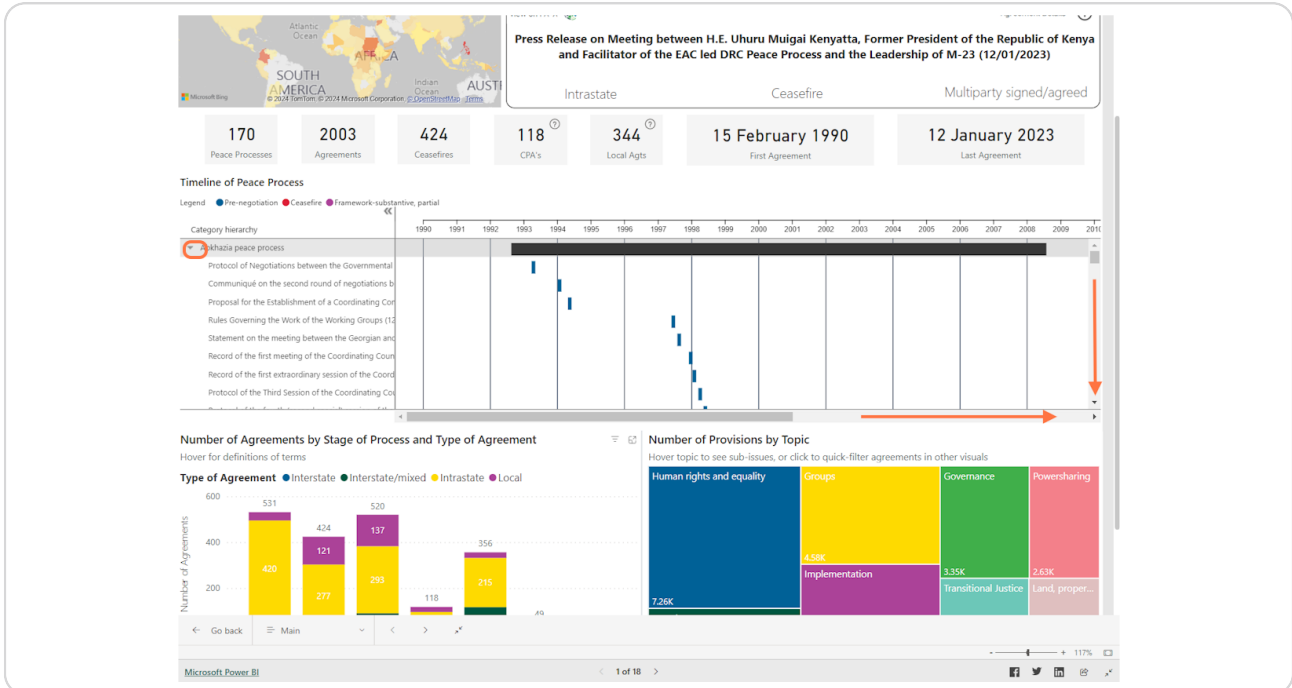 Atlantic
Ocean
AFRICA
SOUTH
AMERICA
Indian
Ocean
AUST
Microsoft Bing
© 2024 TomTom, © 2024 Microsoft Corporation, © OpenStreetMap Terms
Press Release on Meeting between H.E. Uhuru Muigai Kenyatta, Former President of the Republic of Kenya
and Facilitator of the EAC led DRC Peace Process and the Leadership of M-23 (12/01/2023)
Intrastate Ceasefire Multiparty signed/agreed
170 2003 424 118 344 15 February 1990 12 January 2023
Peace Processes Agreements Ceasefires CPA's Local Agts First Agreement Last Agreement
Timeline of Peace Process
Legend Pre-negotiation Ceasefire Framework-substantive, partial
Category hierarchy 1990 1991 1992 1993 1994 1995 1996 1997 1998 1999 2000 2001 2002 2003 2004 2005 2006 2007 2008 2009 2010
Abkhazia peace process
Protocol of Negotiations between the Governmental
Communiqué on the second round of negotiations b
Proposal for the Establishment of a Coordinating Cor
Rules Governing the Work of the Working Groups (12
Statement on the meeting between the Georgian and
Record of the first meeting of the Coordinating Coun
Record of the first extraordinary session of the Coord
Protocol of the Third Session of the Coordinating Cou
Number of Agreements by Stage of Process and Type of Agreement
Hover for definitions of terms
Type of Agreement Interstate Interstate/mixed Intrastate Local
Number of Agreements
600
400
200
531
420
424
121
277
520
137
293
118
356
215
49
Number of Provisions by Topic
Hover topic to see sub-issues, or click to quick-filter agreements in other visuals
Human rights and equality
7.26K
Groups
4.58K
Implementation
Governance
3.35K
Transitional Justice
Powersharing
2.63K
Land, proper...
Go back Main
117%
Microsoft Power BI 1 of 18